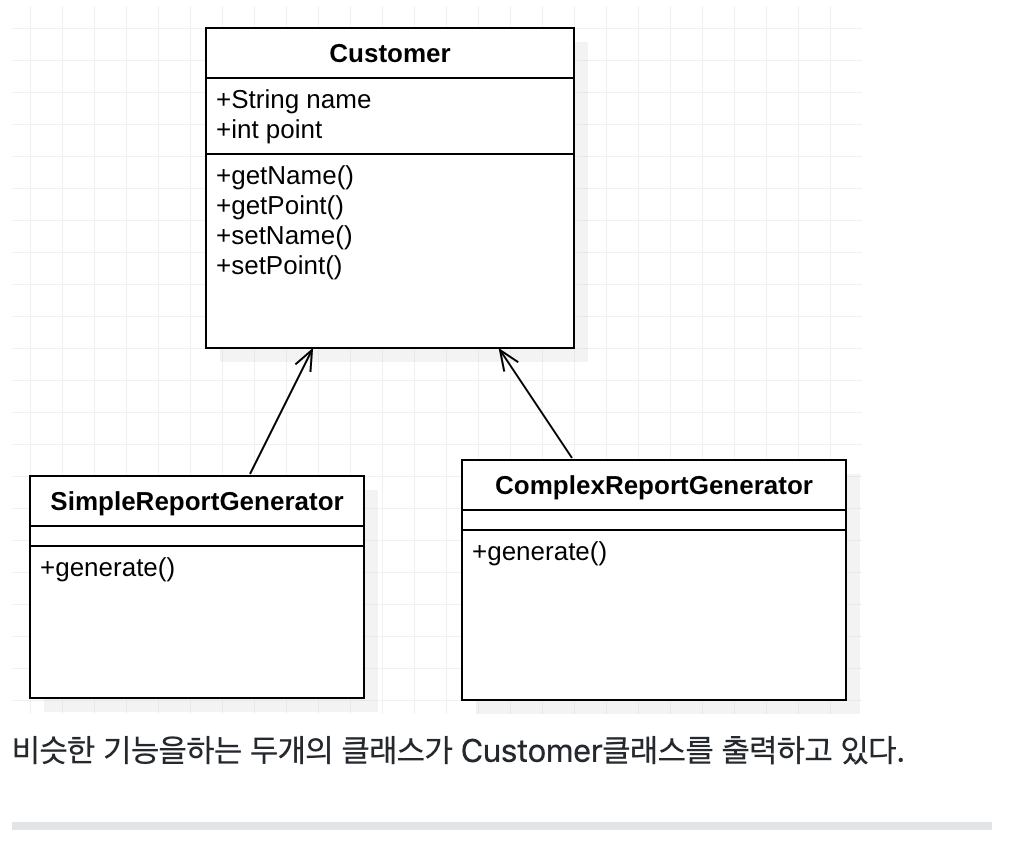 Customer
+String name
+int point
+getName()
+getPoint()
+setName()
+setPoint()
SimpleReportGenerator
+generate()
ComplexReportGenerator
+generate()
비슷한 기능을하는 두개의 클래스가 Customer클래스를 출력하고 있다.